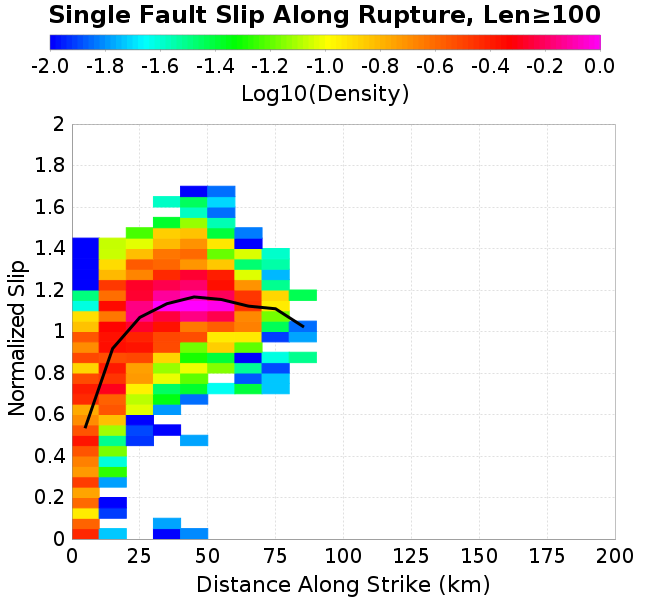 Single Fault Slip Along Rupture, Len≥100
-2.0 -1.8 -1.6 -1.4 -1.2 -1.0 -0.8 -0.6 -0.4 -0.2 0.0
Log10(Density)
2
1.8
1.6
1.4
1.2
1
0.8
0.6
0.4
0.2
0
Normalized Slip
0 25 50 75 100 125 150 175 200
Distance Along Strike (km)